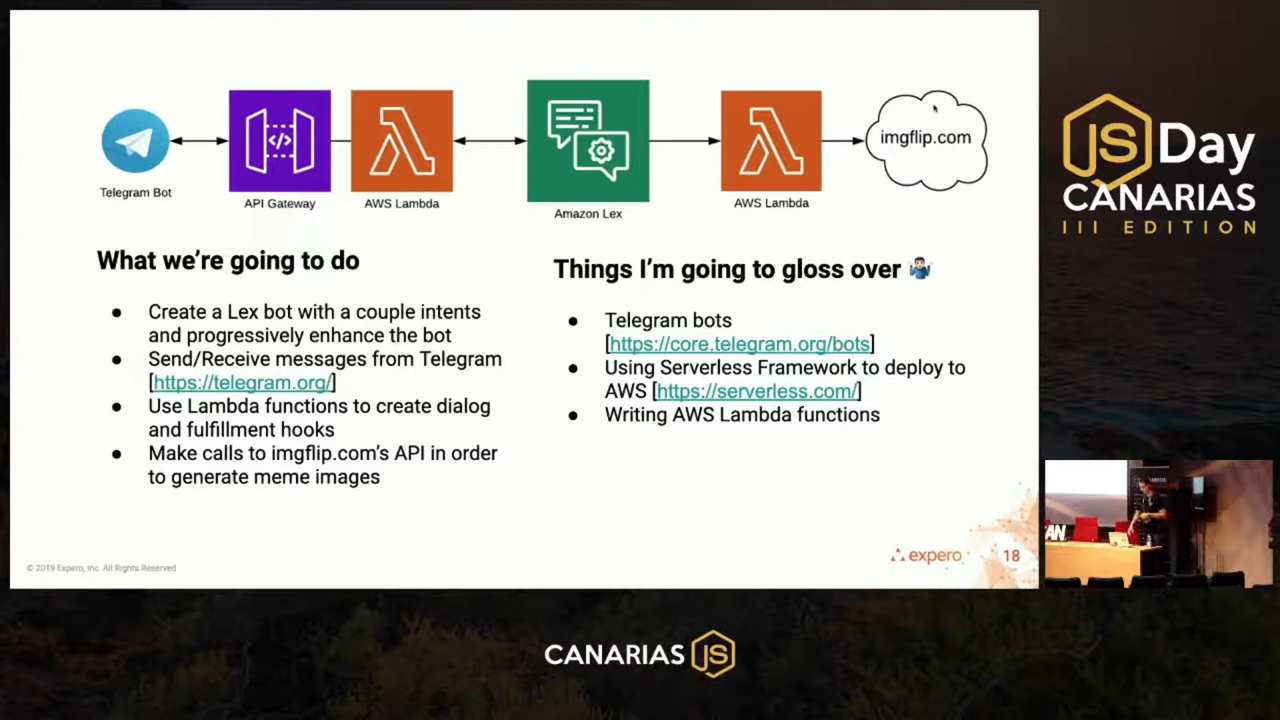 imgflip.com
Telegram Bot
API Gateway
AWS Lambda
Amazon Lex
AWS Lambda
What we're going to do
● Create a Lex bot with a couple intents
and progressively enhance the bot
● Send/Receive messages from Telegram
[https://telegram.org/]
● Use Lambda functions to create dialog
and fulfillment hooks
● Make calls to imgflip.com's API in order
to generate meme images
Things I'm going to gloss over 🤷🏻‍♂️
● Telegram bots
[https://core.telegram.org/bots]
● Using Serverless Framework to deploy to
AWS [https://serverless.com/]
● Writing AWS Lambda functions
© 2019 Expero, Inc. All Rights Reserved
expero
18
JS Day
CANARIAS
III EDITION
AN
CANARIAS JS